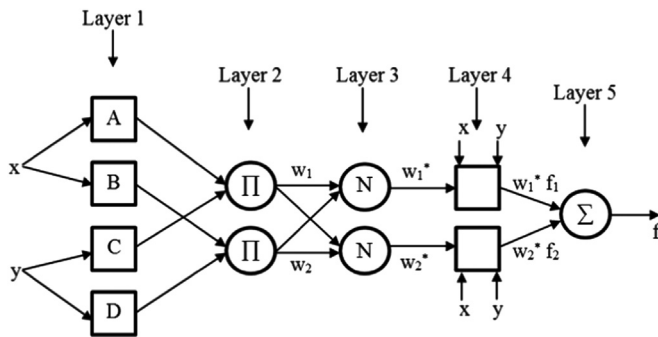 Layer 1
Layer 2
Layer 3
Layer 4
Layer 5
x
y
A
B
C
D
∏
∏
w₁
w₂
N
N
w₁*
w₂*
x y
x y
w₁* f₁
w₂* f₂
Σ
f